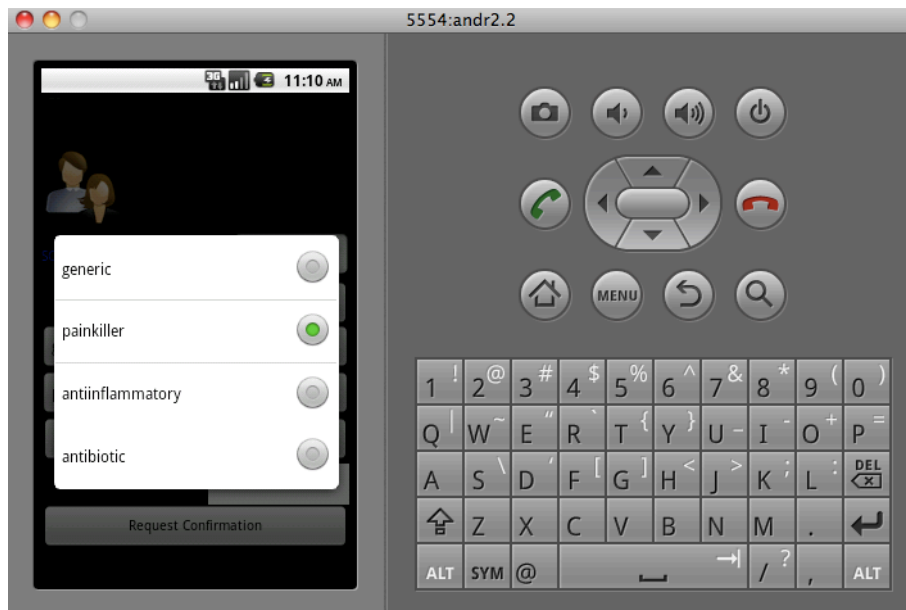 5554:andr2.2
3G 11:10 AM
generic
painkiller
antiinflammatory
antibiotic
Request Confirmation
MENU
1 ! 2 @ 3 # 4 $ 5 % 6 ^ 7 & 8 * 9 ( 0 )
Q | W ~ E " R ` T { Y } U _ I - O + P =
A S \ D ' F [ G ] H < J > K ; L : DEL
Z X C V B N M .
ALT SYM @ / ? , ALT